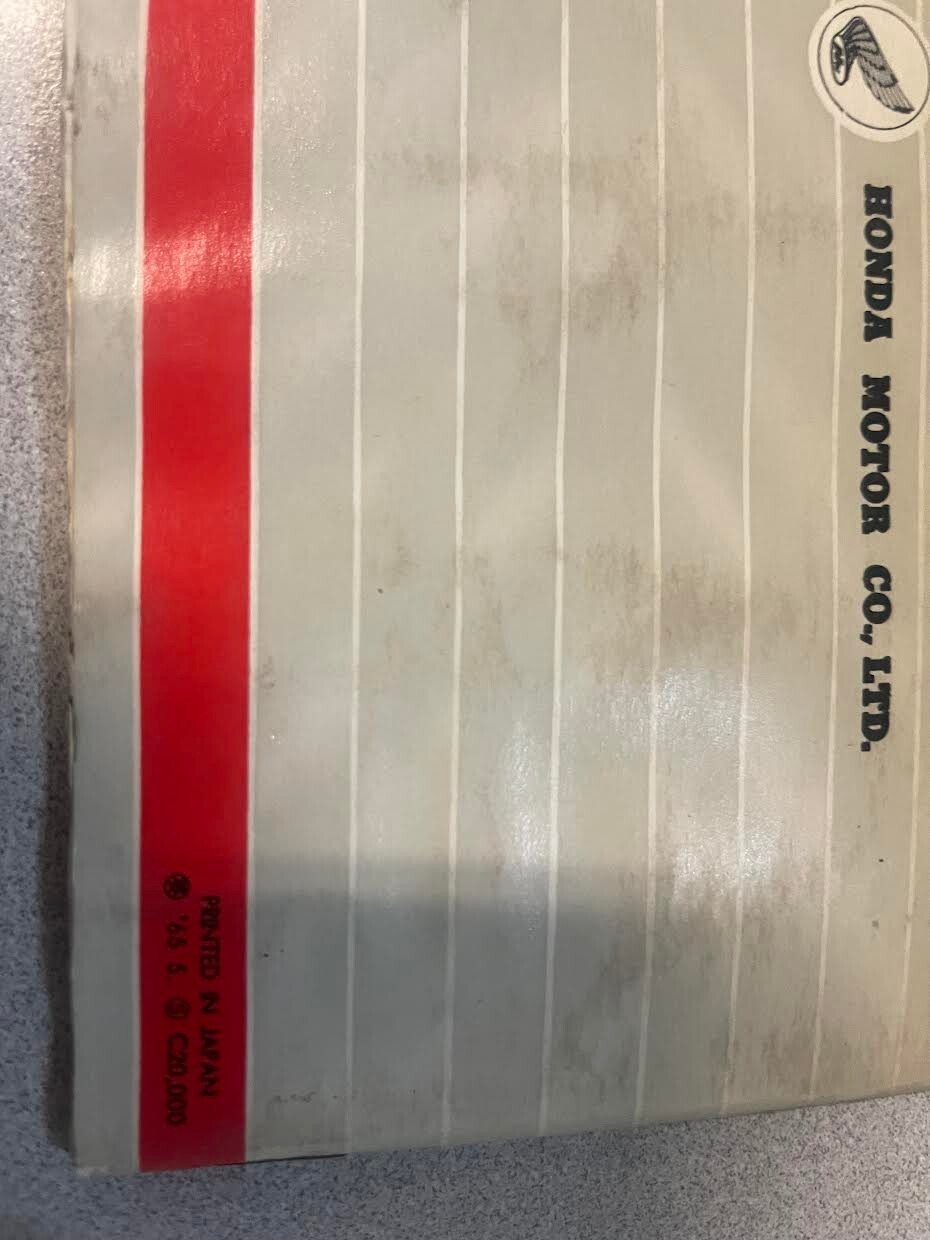 HONDA MOTOR CO., LTD.
PRINTED IN JAPAN
'65 5. Ⓢ C20,000